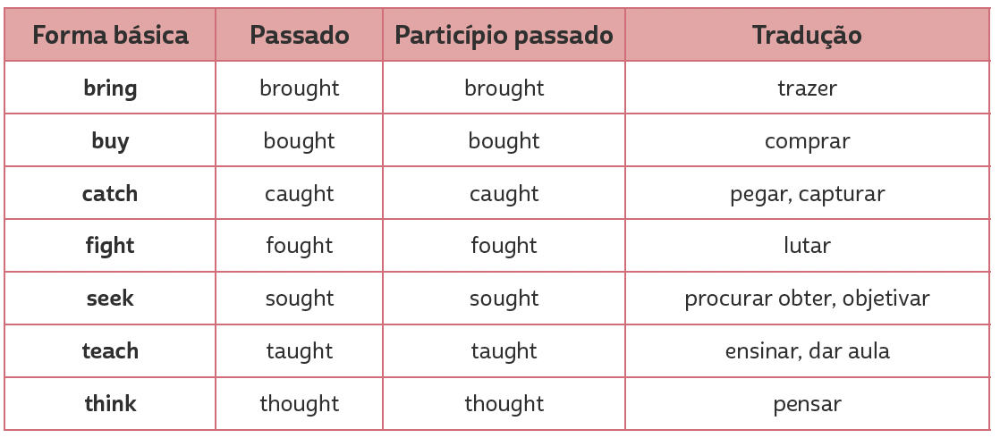 Forma básica Passado Particípio passado Tradução
bring brought brought trazer
buy bought bought comprar
catch caught caught pegar, capturar
fight fought fought lutar
seek sought sought procurar obter, objetivar
teach taught taught ensinar, dar aula
think thought thought pensar